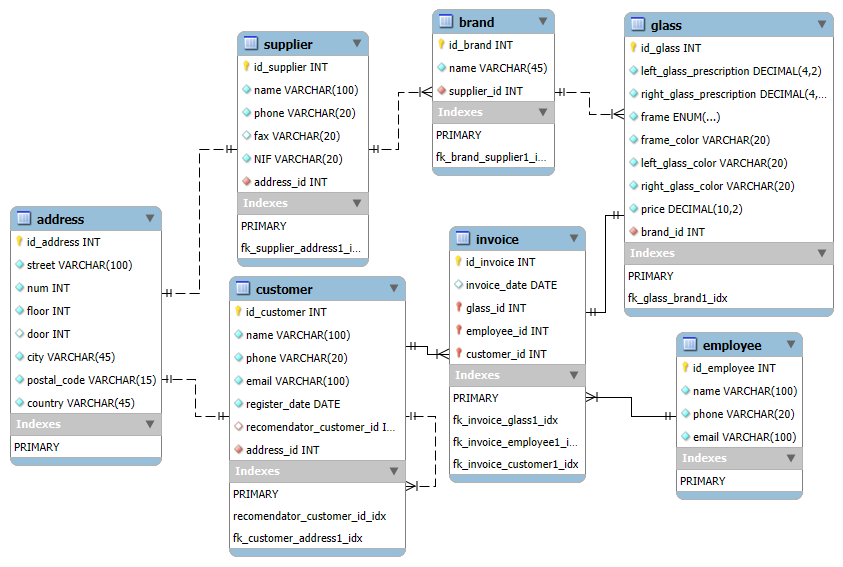 supplier
id_supplier INT
name VARCHAR(100)
phone VARCHAR(20)
fax VARCHAR(20)
NIF VARCHAR(20)
address_id INT
Indexes
PRIMARY
fk_supplier_address1_i...
brand
id_brand INT
name VARCHAR(45)
supplier_id INT
Indexes
PRIMARY
fk_brand_supplier1_i...
glass
id_glass INT
left_glass_prescription DECIMAL(4,2)
right_glass_prescription DECIMAL(4,...
frame ENUM(...)
frame_color VARCHAR(20)
left_glass_color VARCHAR(20)
right_glass_color VARCHAR(20)
price DECIMAL(10,2)
brand_id INT
Indexes
PRIMARY
fk_glass_brand1_idx
address
id_address INT
street VARCHAR(100)
num INT
floor INT
door INT
city VARCHAR(45)
postal_code VARCHAR(15)
country VARCHAR(45)
Indexes
PRIMARY
customer
id_customer INT
name VARCHAR(100)
phone VARCHAR(20)
email VARCHAR(100)
register_date DATE
recomendator_customer_id I...
address_id INT
Indexes
PRIMARY
recomendator_customer_id_idx
fk_customer_address1_idx
invoice
id_invoice INT
invoice_date DATE
glass_id INT
employee_id INT
customer_id INT
Indexes
PRIMARY
fk_invoice_glass1_idx
fk_invoice_employee1_i...
fk_invoice_customer1_idx
employee
id_employee INT
name VARCHAR(100)
phone VARCHAR(20)
email VARCHAR(100)
Indexes
PRIMARY